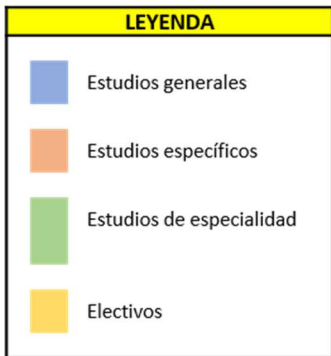 LEYENDA
Estudios generales
Estudios específicos
Estudios de especialidad
Electivos